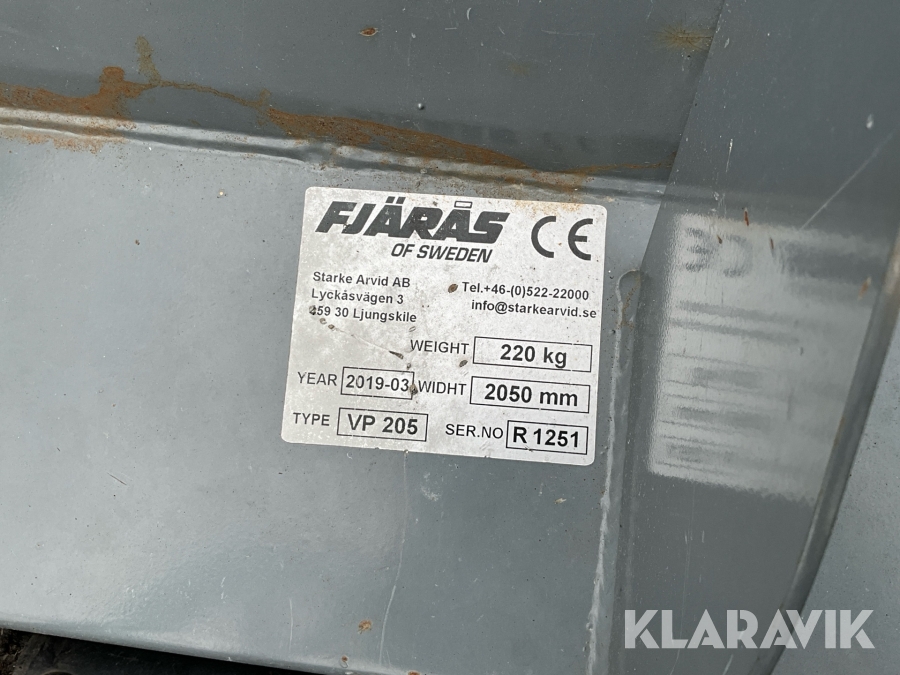 FJÄRÅS
OF SWEDEN
CE
Starke Arvid AB
Lyckåsvägen 3
459 30 Ljungskile
Tel.+46-(0)522-22000
info@starkearvid.se
WEIGHT 220 kg
YEAR 2019-03 WIDHT 2050 mm
TYPE VP 205 SER.NO R 1251
KLARAVIK